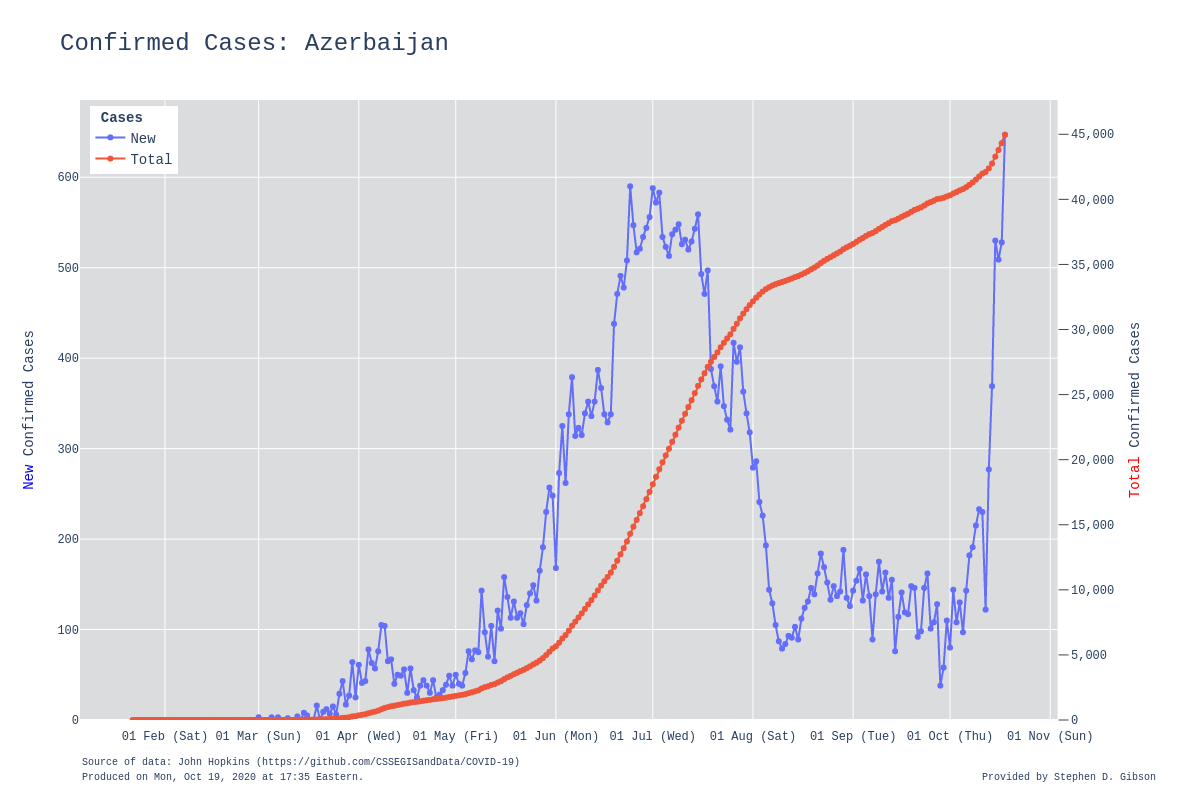 Confirmed Cases: Azerbaijan
Cases
New
Total
600
500
400
300
200
100
0
New Confirmed Cases
45,000
40,000
35,000
30,000
25,000
20,000
15,000
10,000
5,000
0
Total Confirmed Cases
01 Feb (Sat) 01 Mar (Sun) 01 Apr (Wed) 01 May (Fri) 01 Jun (Mon) 01 Jul (Wed) 01 Aug (Sat) 01 Sep (Tue) 01 Oct (Thu) 01 Nov (Sun)
Source of data: John Hopkins (https://github.com/CSSEGISandData/COVID-19)
Produced on Mon, Oct 19, 2020 at 17:35 Eastern.
Provided by Stephen D. Gibson